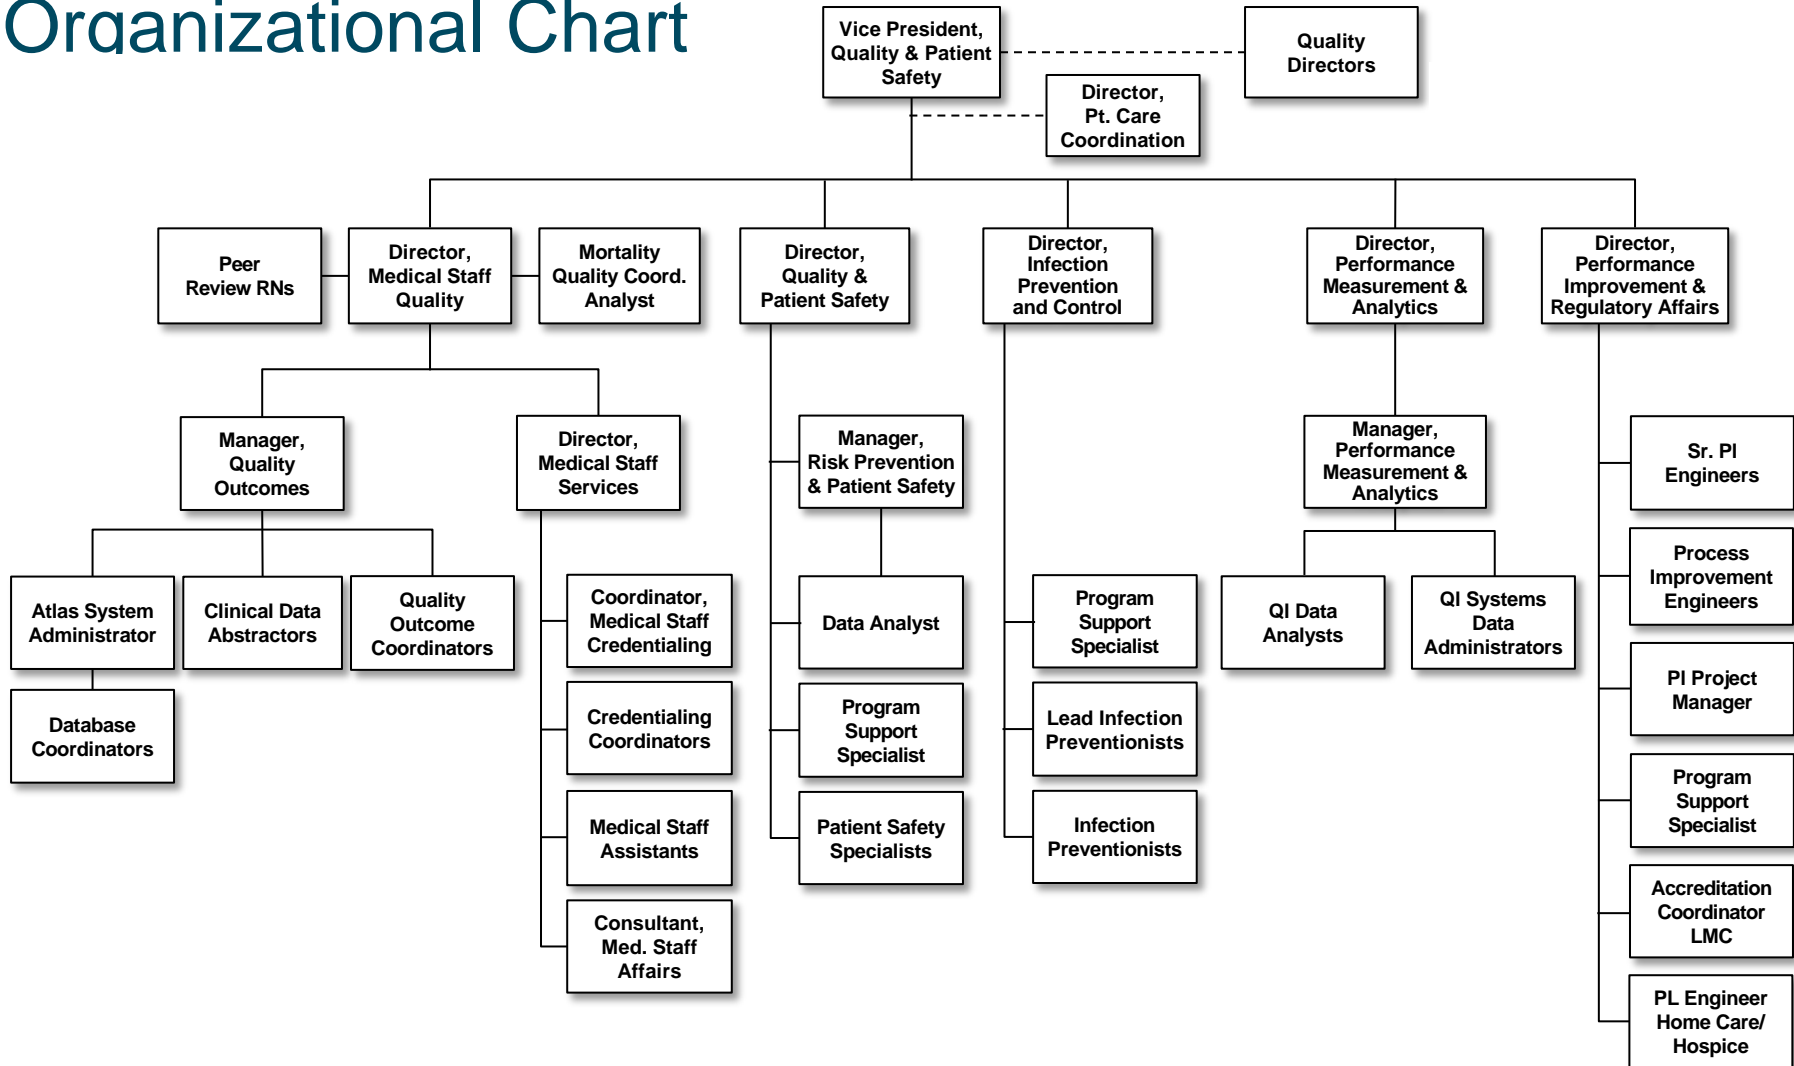 Organizational Chart
Vice President,
Quality & Patient
Safety
Quality
Directors
Director,
Pt. Care
Coordination
Peer
Review RNs
Director,
Medical Staff
Quality
Mortality
Quality Coord.
Analyst
Director,
Quality &
Patient Safety
Director,
Infection
Prevention
and Control
Director,
Performance
Measurement &
Analytics
Director,
Performance
Improvement &
Regulatory Affairs
Manager,
Quality
Outcomes
Director,
Medical Staff
Services
Manager,
Risk Prevention
& Patient Safety
Manager,
Performance
Measurement &
Analytics
Sr. PI
Engineers
Atlas System
Administrator
Clinical Data
Abstractors
Quality
Outcome
Coordinators
Coordinator,
Medical Staff
Credentialing
Data Analyst
Program
Support
Specialist
QI Data
Analysts
QI Systems
Data
Administrators
Process
Improvement
Engineers
Database
Coordinators
Credentialing
Coordinators
Program
Support
Specialist
Lead Infection
Preventionists
PI Project
Manager
Medical Staff
Assistants
Patient Safety
Specialists
Infection
Preventionists
Program
Support
Specialist
Consultant,
Med. Staff
Affairs
Accreditation
Coordinator
LMC
PL Engineer
Home Care/
Hospice